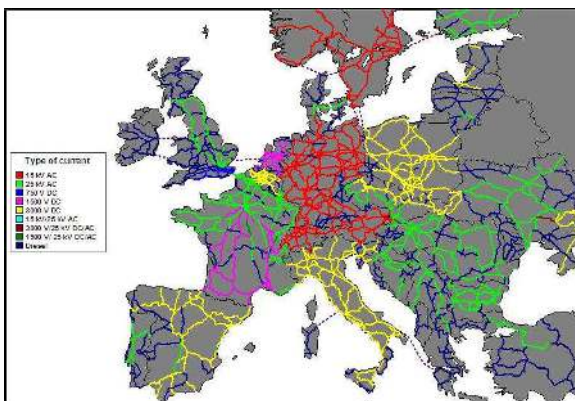 Type of current
15 kV AC
25 kV AC
750 V DC
1500 V DC
3000 V DC
15 kV/25 kV AC
3000 V/25 kV DC/AC
1500 V/ 25 kV DC/AC
Diesel